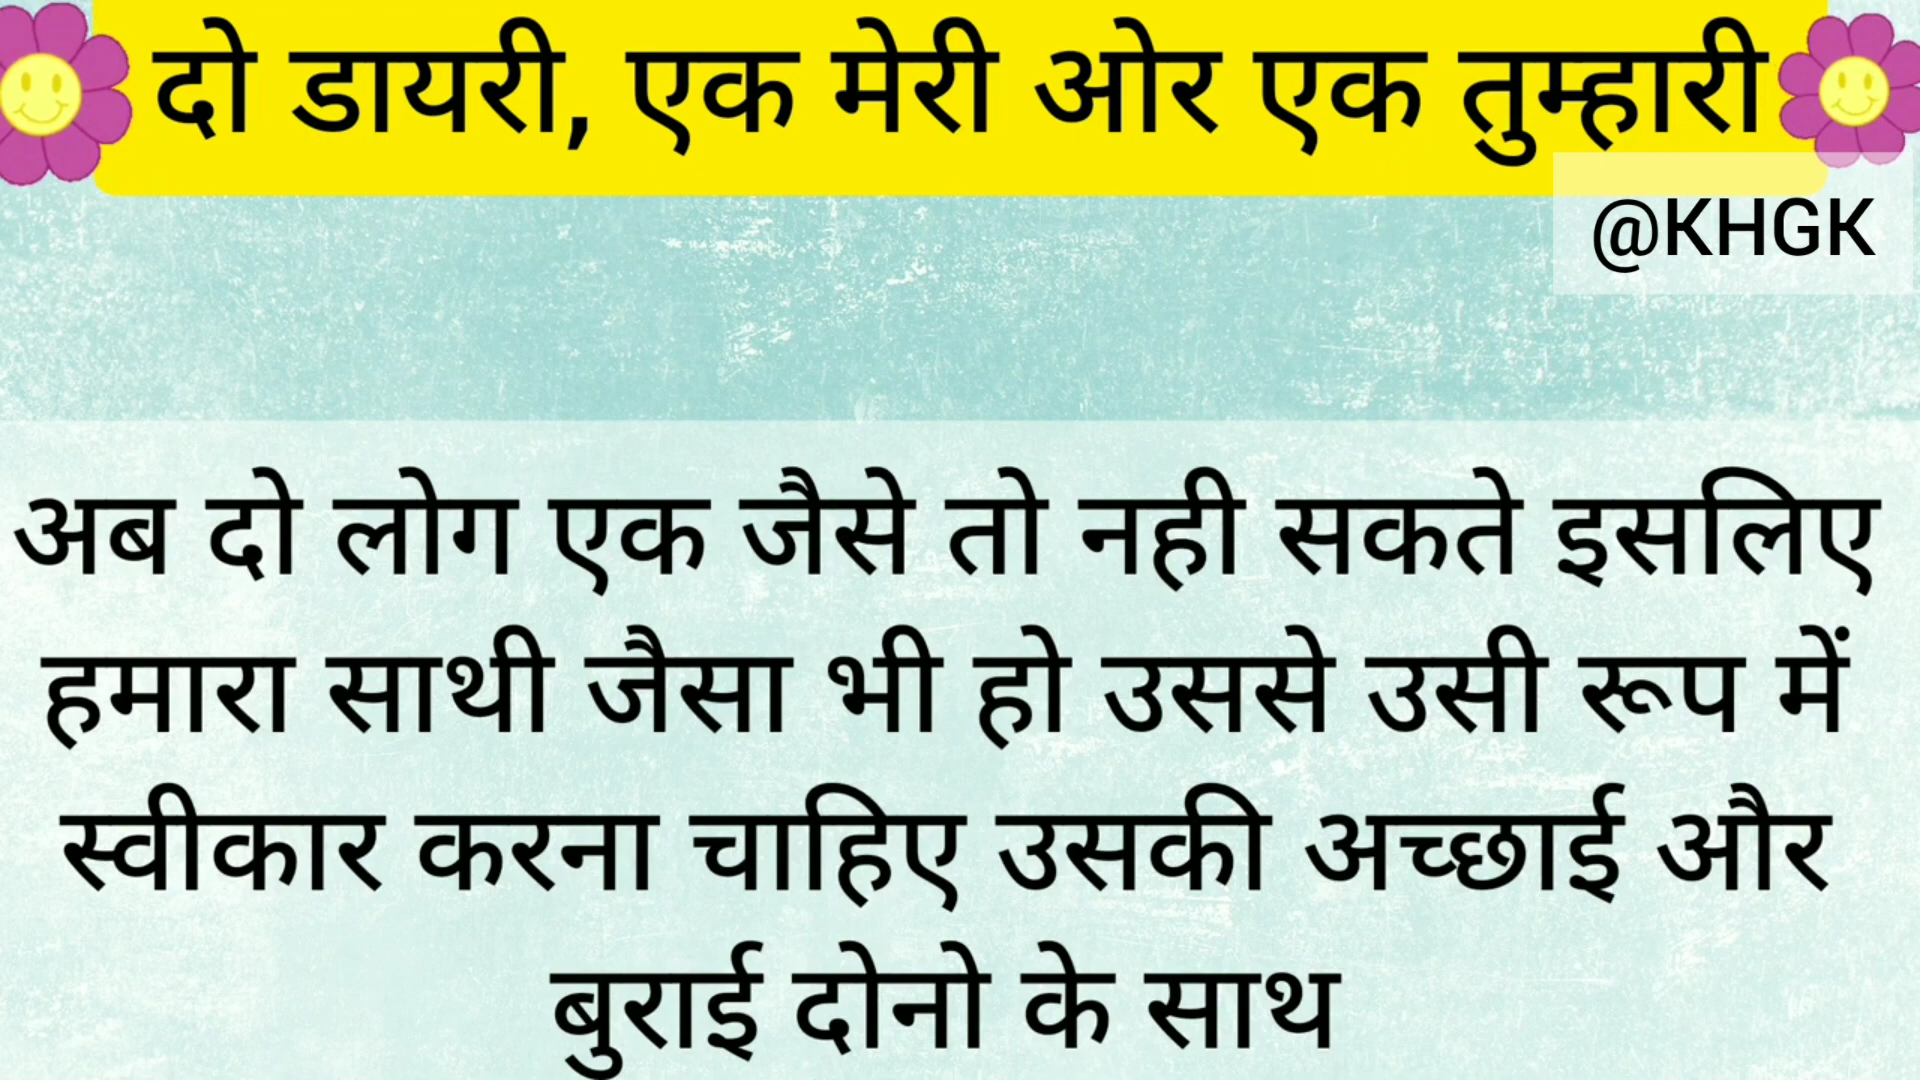 दो डायरी, एक मेरी ओर एक तुम्हारी
@KHGK
अब दो लोग एक जैसे तो नही सकते इसलिए
हमारा साथी जैसा भी हो उससे उसी रूप में
स्वीकार करना चाहिए उसकी अच्छाई और
बुराई दोनो के साथ